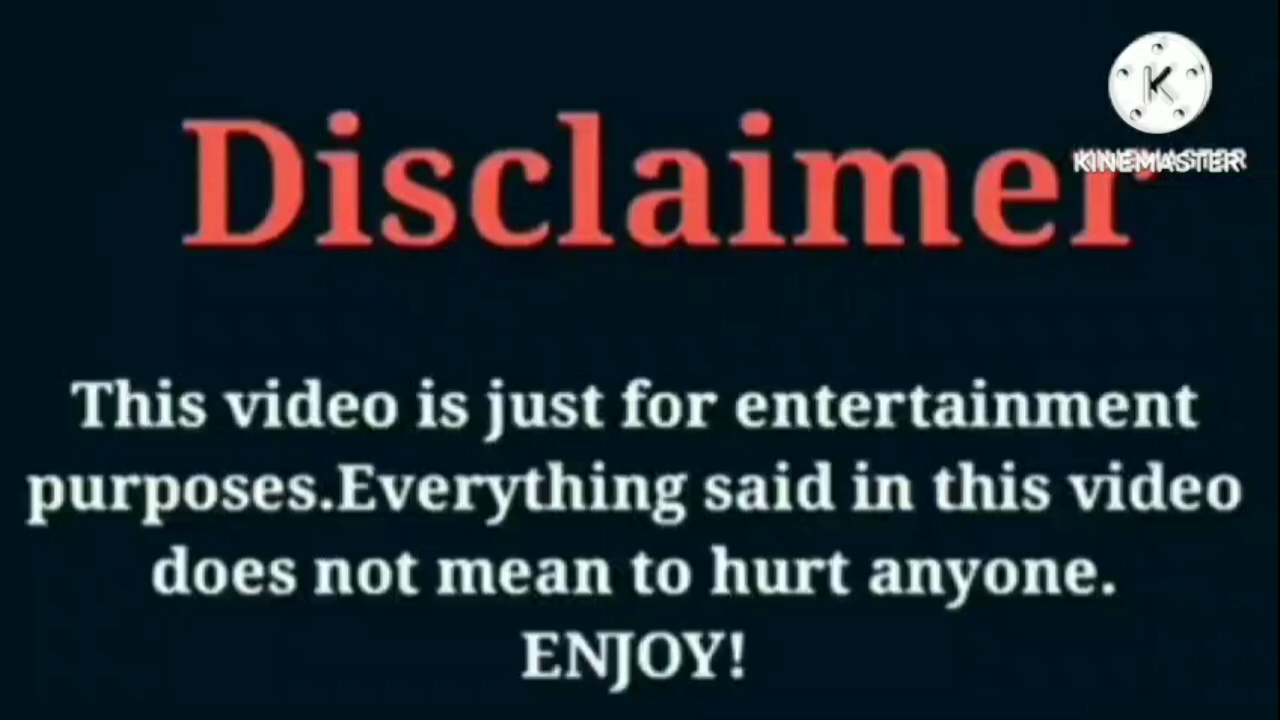 K
KINEMASTER
Disclaimer
This video is just for entertainment
purposes.Everything said in this video
does not mean to hurt anyone.
ENJOY!